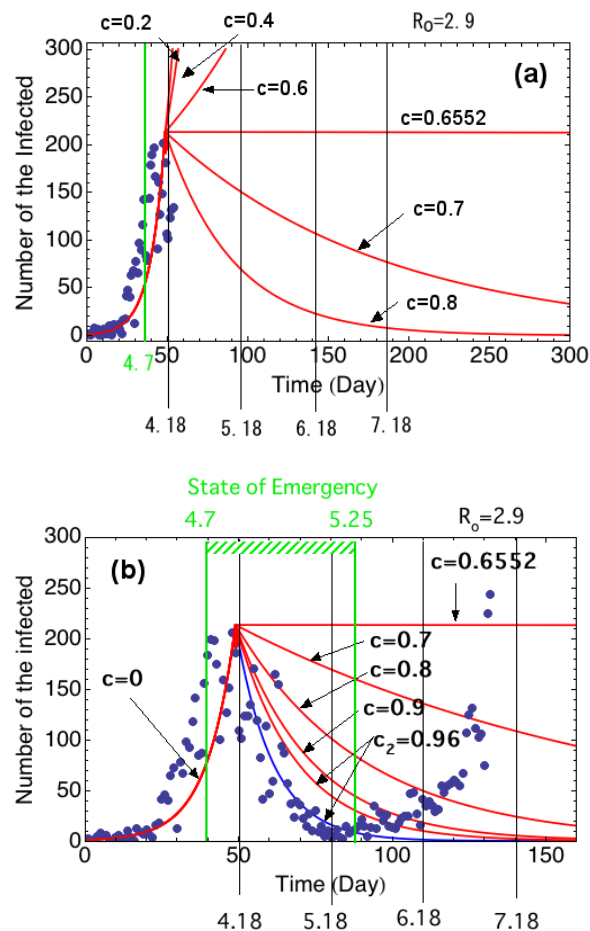 c=0.2
c=0.4
R₀=2.9
300
250
200
150
100
50
0
Number of the Infected
(a)
c=0.6
c=0.6552
c=0.7
c=0.8
0
50
100
150
200
250
300
4.7
Time (Day)
4.18
5.18
6.18
7.18
State of Emergency
4.7
5.25
R₀=2.9
300
250
200
150
100
50
0
Number of the infected
(b)
c=0.6552
c=0.7
c=0.8
c=0
c=0.9
c₂=0.96
0
50
100
150
Time (Day)
4.18
5.18
6.18
7.18